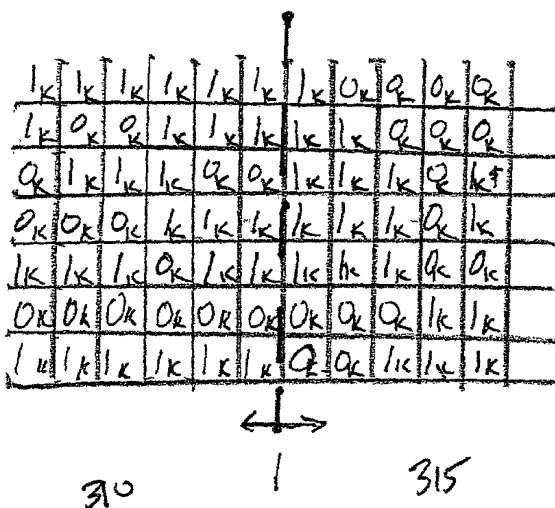 1K 1K 1K 1K 1K 1K 1K 0K 0K 0K 0K
1K 0K 0K 1K 1K 1K 1K 1K 0K 0K 0K
0K 1K 1K 1K 0K 0K 1K 1K 1K 0K
0K 0K 0K 1K 1K 1K 1K 1K 1K 0K 1K
1K 1K 1K 0K 1K 1K 1K 1K 1K 0K 0K
0K 0K 0K 0K 0K 0K 0K 0K 0K 1K 1K
1K 1K 1K 1K 1K 1K 0K 0K 1K 1K 1K
310 1 315